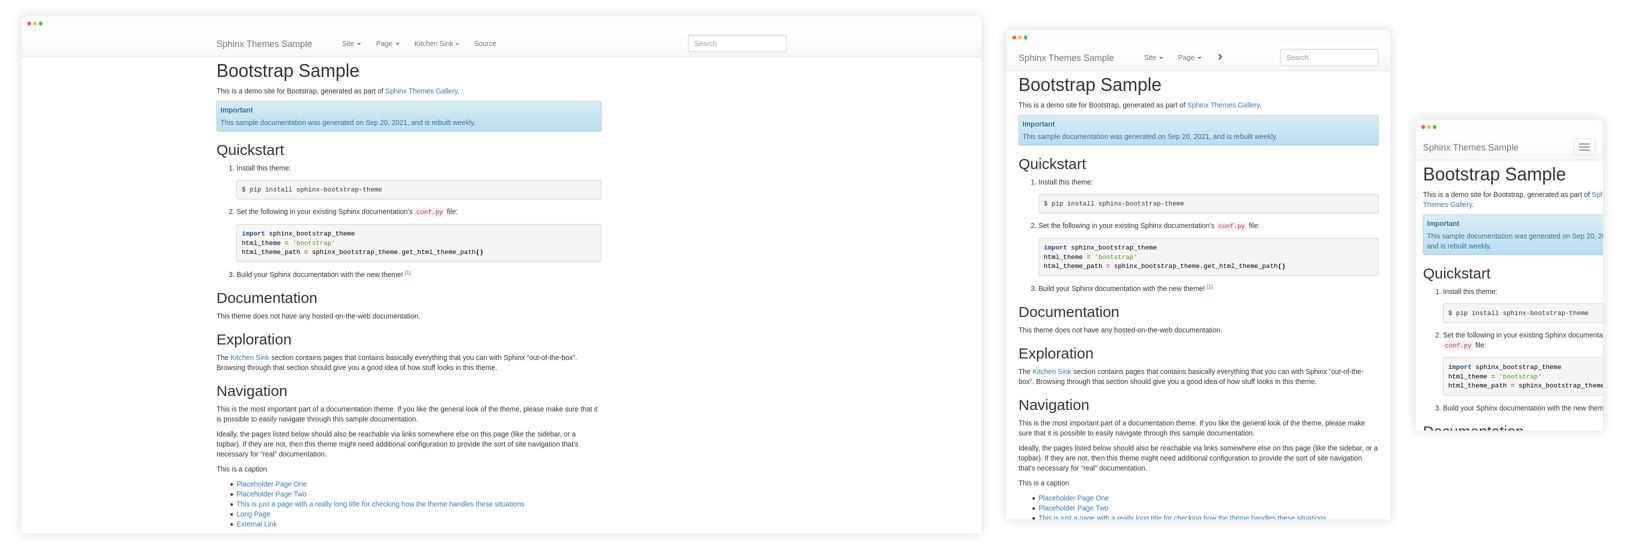 Sphinx Themes Sample Site Page Kitchen Sink » Source Search
Bootstrap Sample
This is a demo site for Bootstrap, generated as part of Sphinx Themes Gallery.
Important
This sample documentation was generated on Sep 20, 2021, and is rebuilt weekly.
Quickstart
1. Install this theme:
$ pip install sphinx-bootstrap-theme
2. Set the following in your existing Sphinx documentation's conf.py file:
import sphinx_bootstrap_theme
html_theme = 'bootstrap'
html_theme_path = sphinx_bootstrap_theme.get_html_theme_path()
3. Build your Sphinx documentation with the new theme! [1]
Documentation
This theme does not have any hosted-on-the-web documentation.
Exploration
The Kitchen Sink section contains pages that contains basically everything that you can with Sphinx “out-of-the-box”.
Browsing through that section should give you a good idea of how stuff looks in this theme.
Navigation
This is the most important part of a documentation theme. If you like the general look of the theme, please make sure that it
is possible to easily navigate through this sample documentation.
Ideally, the pages listed below should also be reachable via links somewhere else on this page (like the sidebar, or a
topbar). If they are not, then this theme might need additional configuration to provide the sort of site navigation that's
necessary for “real” documentation.
This is a caption
• Placeholder Page One
• Placeholder Page Two
• This is just a page with a really long title for checking how the theme handles these situations
• Long Page
• External Link
Sphinx Themes Sample Site Page Search
Bootstrap Sample
This is a demo site for Bootstrap, generated as part of Sphinx Themes Gallery.
Important
This sample documentation was generated on Sep 20, 2021, and is rebuilt weekly.
Quickstart
1. Install this theme:
$ pip install sphinx-bootstrap-theme
2. Set the following in your existing Sphinx documentation's conf.py file:
import sphinx_bootstrap_theme
html_theme = 'bootstrap'
html_theme_path = sphinx_bootstrap_theme.get_html_theme_path()
3. Build your Sphinx documentation with the new theme! [1]
Documentation
This theme does not have any hosted-on-the-web documentation.
Exploration
The Kitchen Sink section contains pages that contains basically everything that you can with Sphinx “out-of-the-
box”. Browsing through that section should give you a good idea of how stuff looks in this theme.
Navigation
This is the most important part of a documentation theme. If you like the general look of the theme, please make
sure that it is possible to easily navigate through this sample documentation.
Ideally, the pages listed below should also be reachable via links somewhere else on this page (like the sidebar, or a
topbar). If they are not, then this theme might need additional configuration to provide the sort of site navigation
that's necessary for “real” documentation.
This is a caption
• Placeholder Page One
• Placeholder Page Two
• This is just a page with a really long title for checking how the theme handles these situations
Sphinx Themes Sample
Bootstrap Sample
This is a demo site for Bootstrap, generated as part of Sph
Themes Gallery.
Important
This sample documentation was generated on Sep 20, 20
and is rebuilt weekly.
Quickstart
1. Install this theme:
$ pip install sphinx-bootstrap-theme
2. Set the following in your existing Sphinx documenta
conf.py file:
import sphinx_bootstrap_theme
html_theme = 'bootstrap'
html_theme_path = sphinx_bootstrap_theme
3. Build your Sphinx documentation with the new them
Documentation